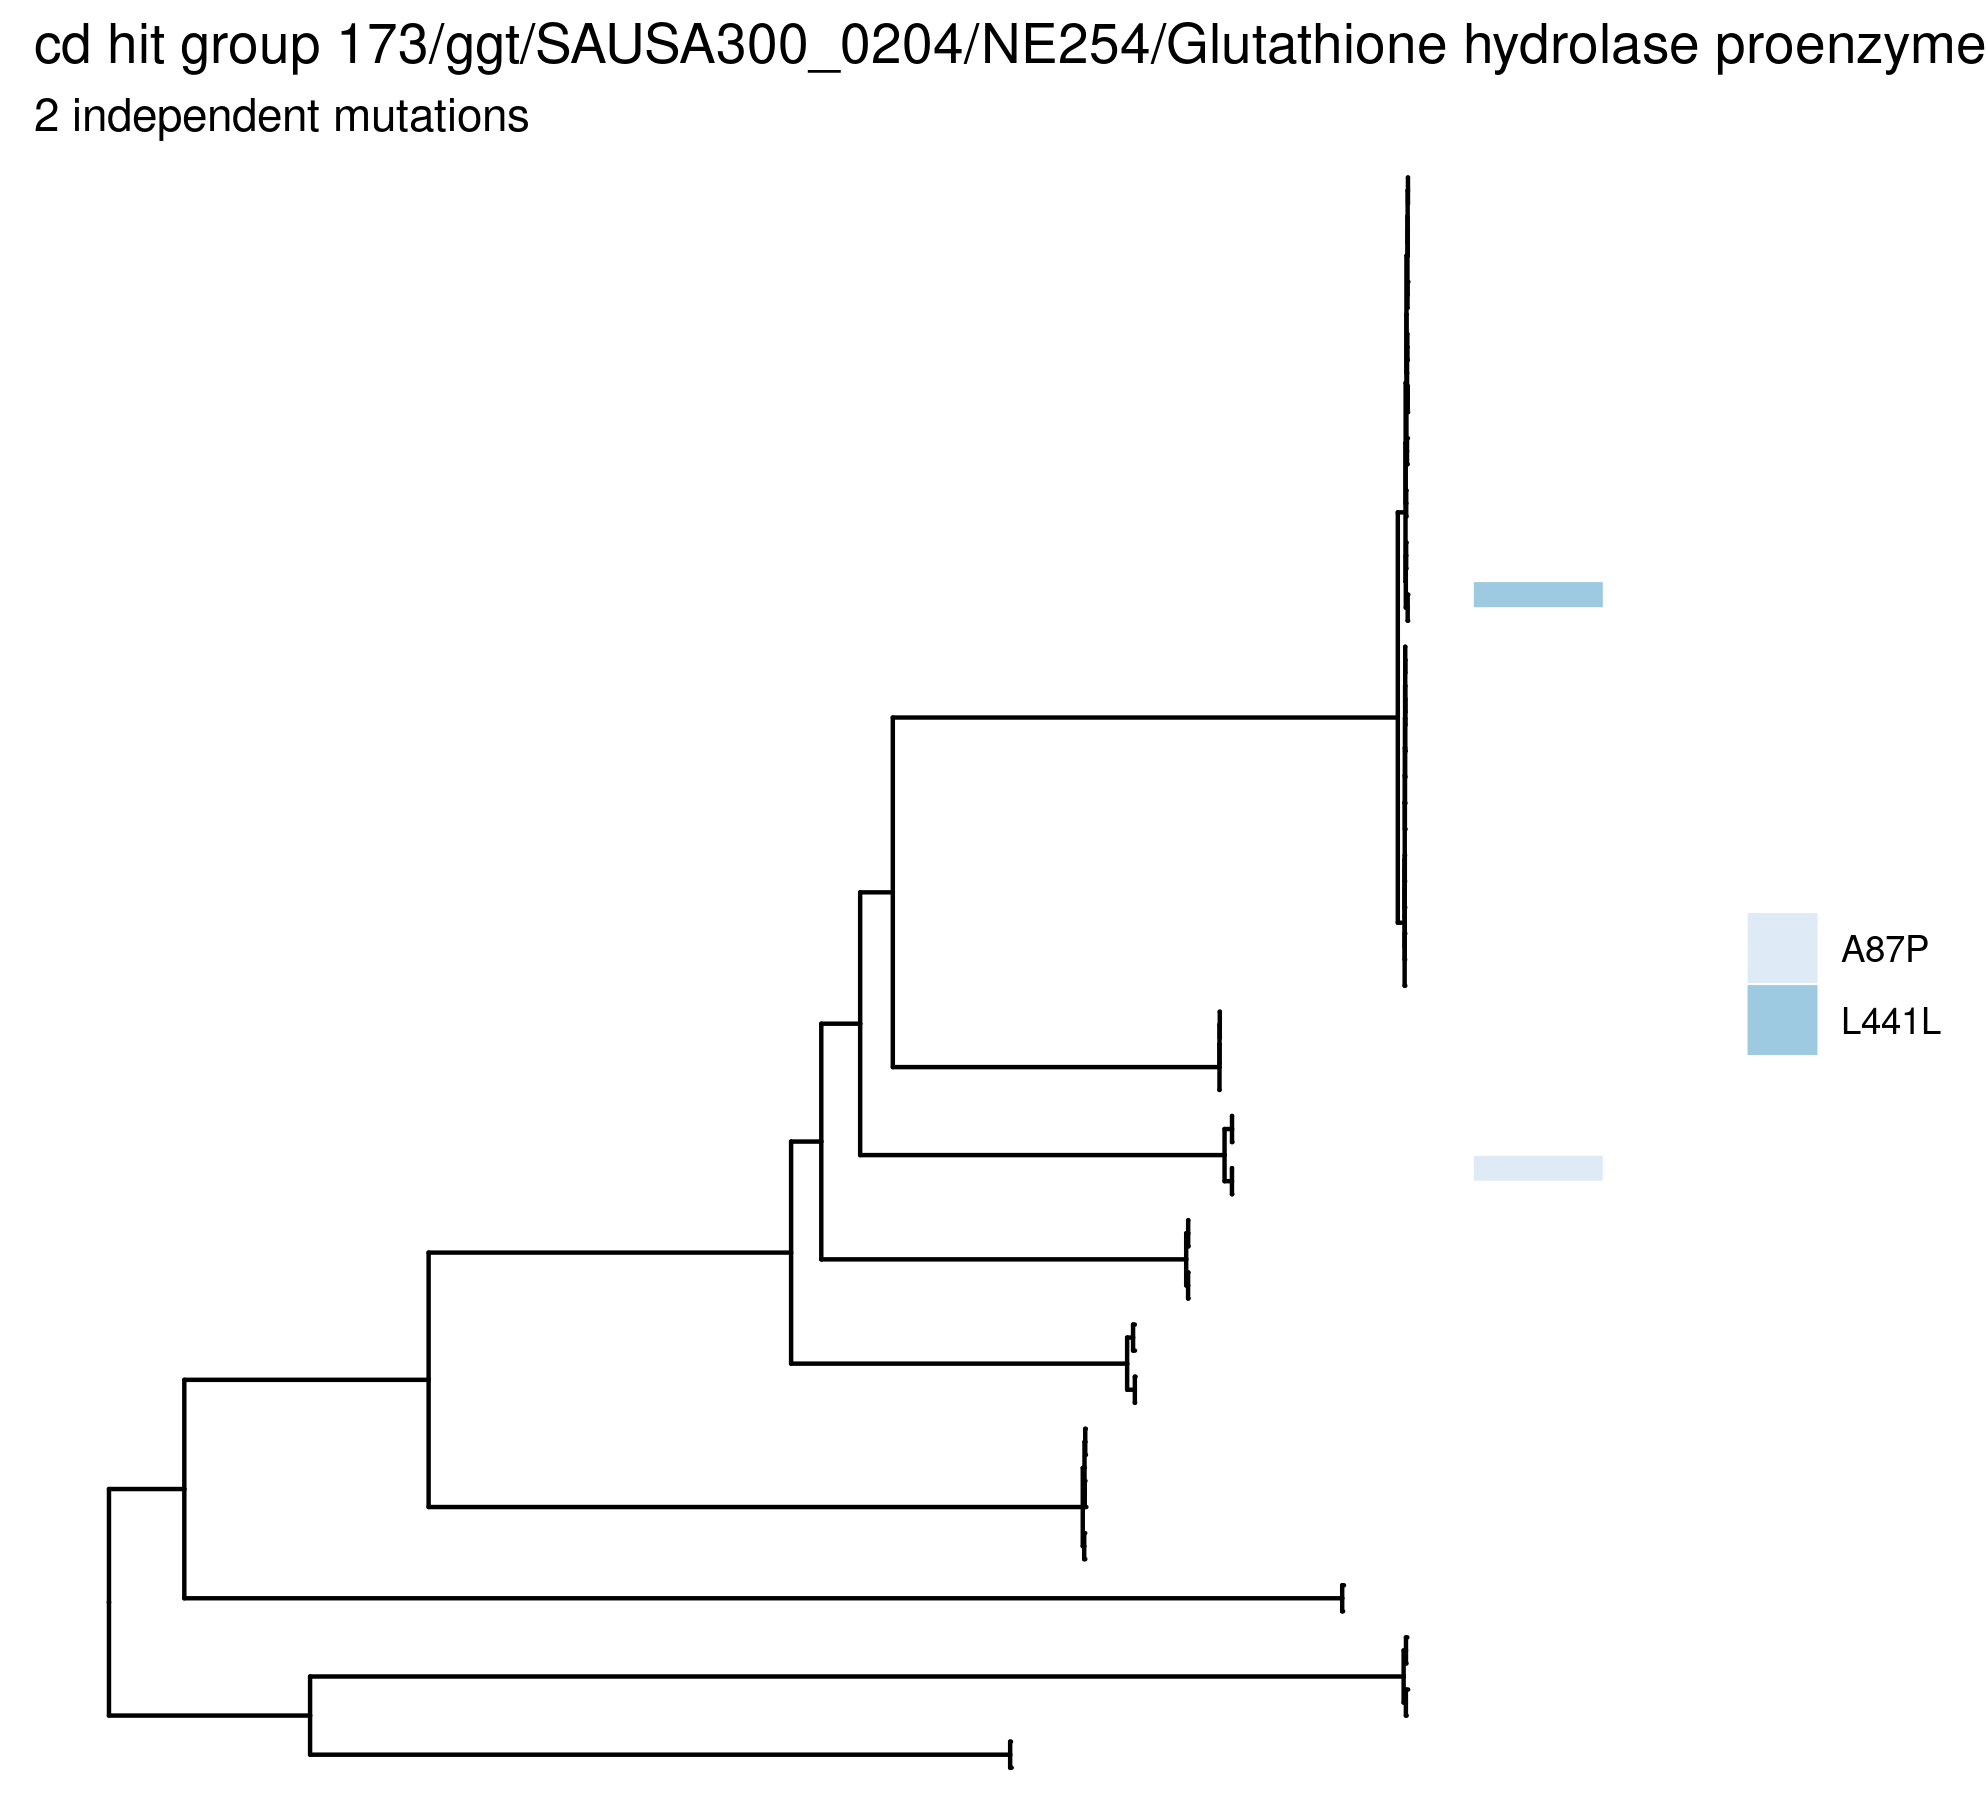 cd hit group 173/ggt/SAUSA300_0204/NE254/Glutathione hydrolase proenzyme
2 independent mutations
A87P
L441L